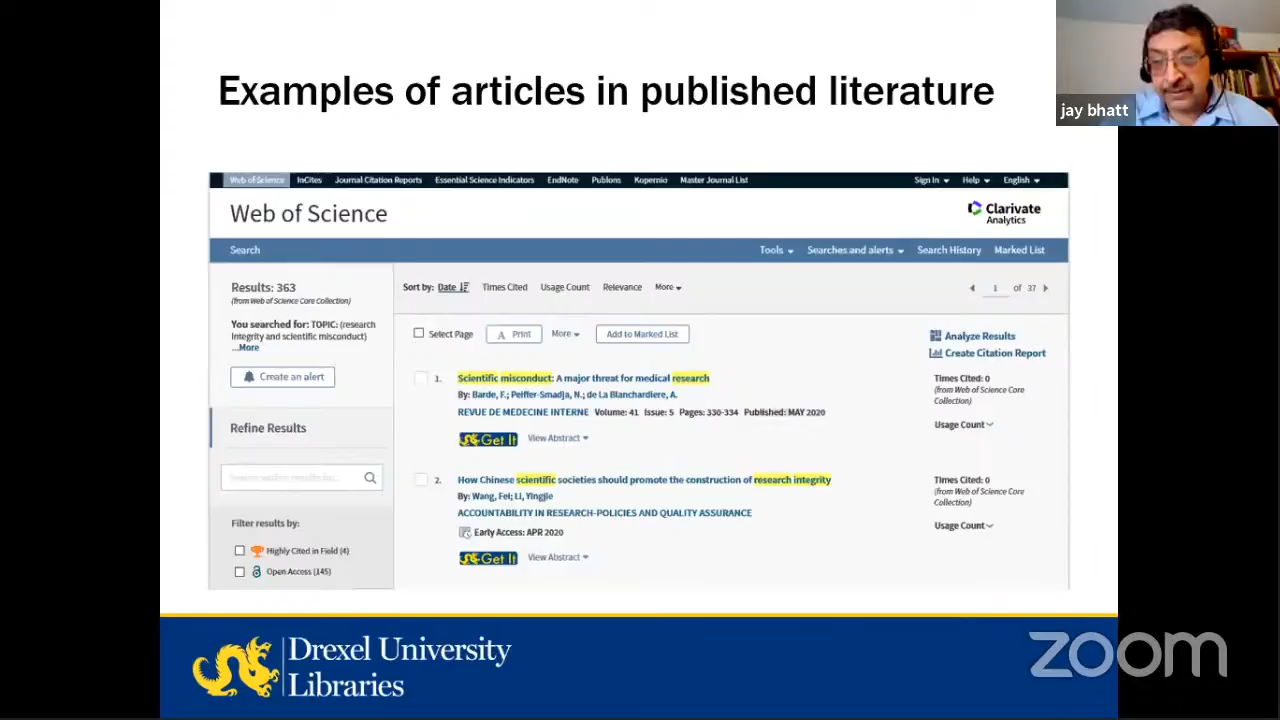 Examples of articles in published literature
jay bhatt
Web of Science InCites Journal Citation Reports Essential Science Indicators EndNote Publons Kopernio Master Journal List Sign In Help English
Web of Science
Clarivate
Analytics
Search Tools Searches and alerts Search History Marked List
Results: 363
(from Web of Science Core Collection)
You searched for: TOPIC: (research
integrity and scientific misconduct)
...More
Create an alert
Refine Results
Filter results by:
Highly Cited in Field (4)
Open Access (145)
Sort by: Date Times Cited Usage Count Relevance More
1 of 37
Select Page Print More Add to Marked List
Analyze Results
Create Citation Report
1. Scientific misconduct: A major threat for medical research
By: Barde, F.; Peiffer-Smadja, N.; de La Blanchardiere, A.
REVUE DE MEDECINE INTERNE Volume: 41 Issue: 5 Pages: 330-334 Published: MAY 2020
Get It View Abstract
Times Cited: 0
(from Web of Science Core
Collection)
Usage Count
2. How Chinese scientific societies should promote the construction of research integrity
By: Wang, Fei; Li, Yingjie
ACCOUNTABILITY IN RESEARCH-POLICIES AND QUALITY ASSURANCE
Early Access: APR 2020
Get It View Abstract
Times Cited: 0
(from Web of Science Core
Collection)
Usage Count
Drexel University
Libraries
zoom